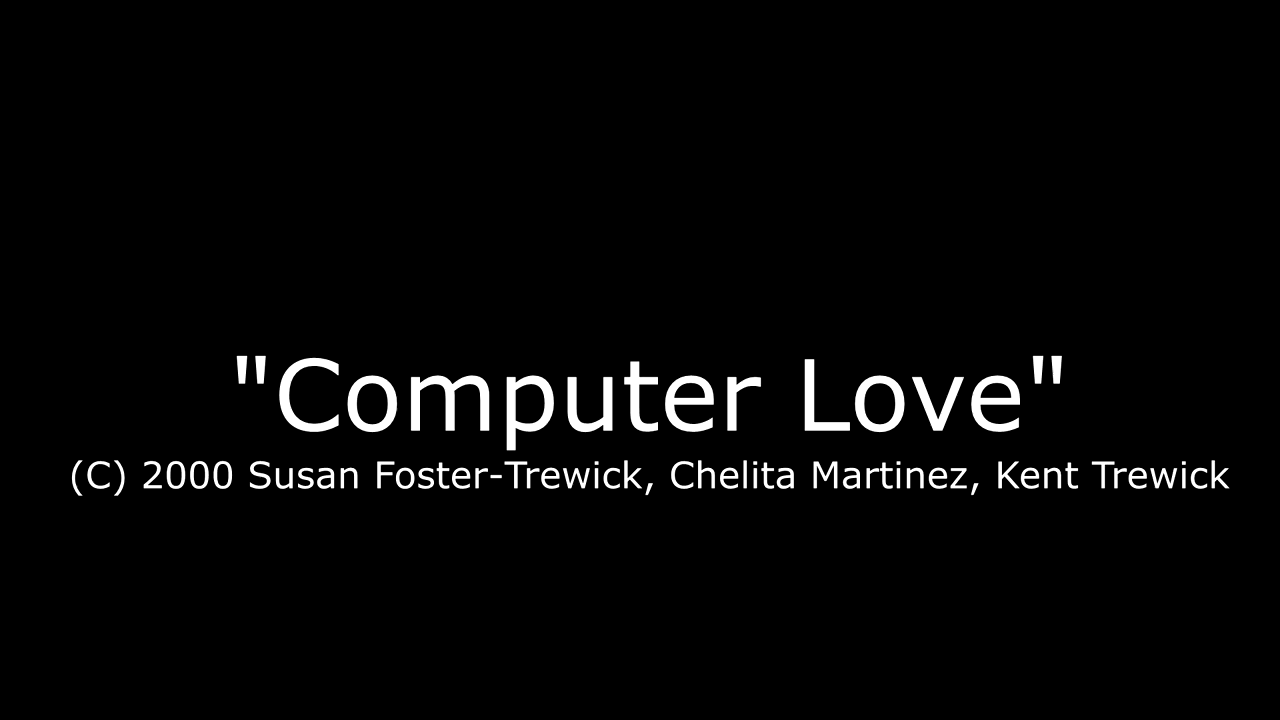 "Computer Love"
(C) 2000 Susan Foster-Trewick, Chelita Martinez, Kent Trewick